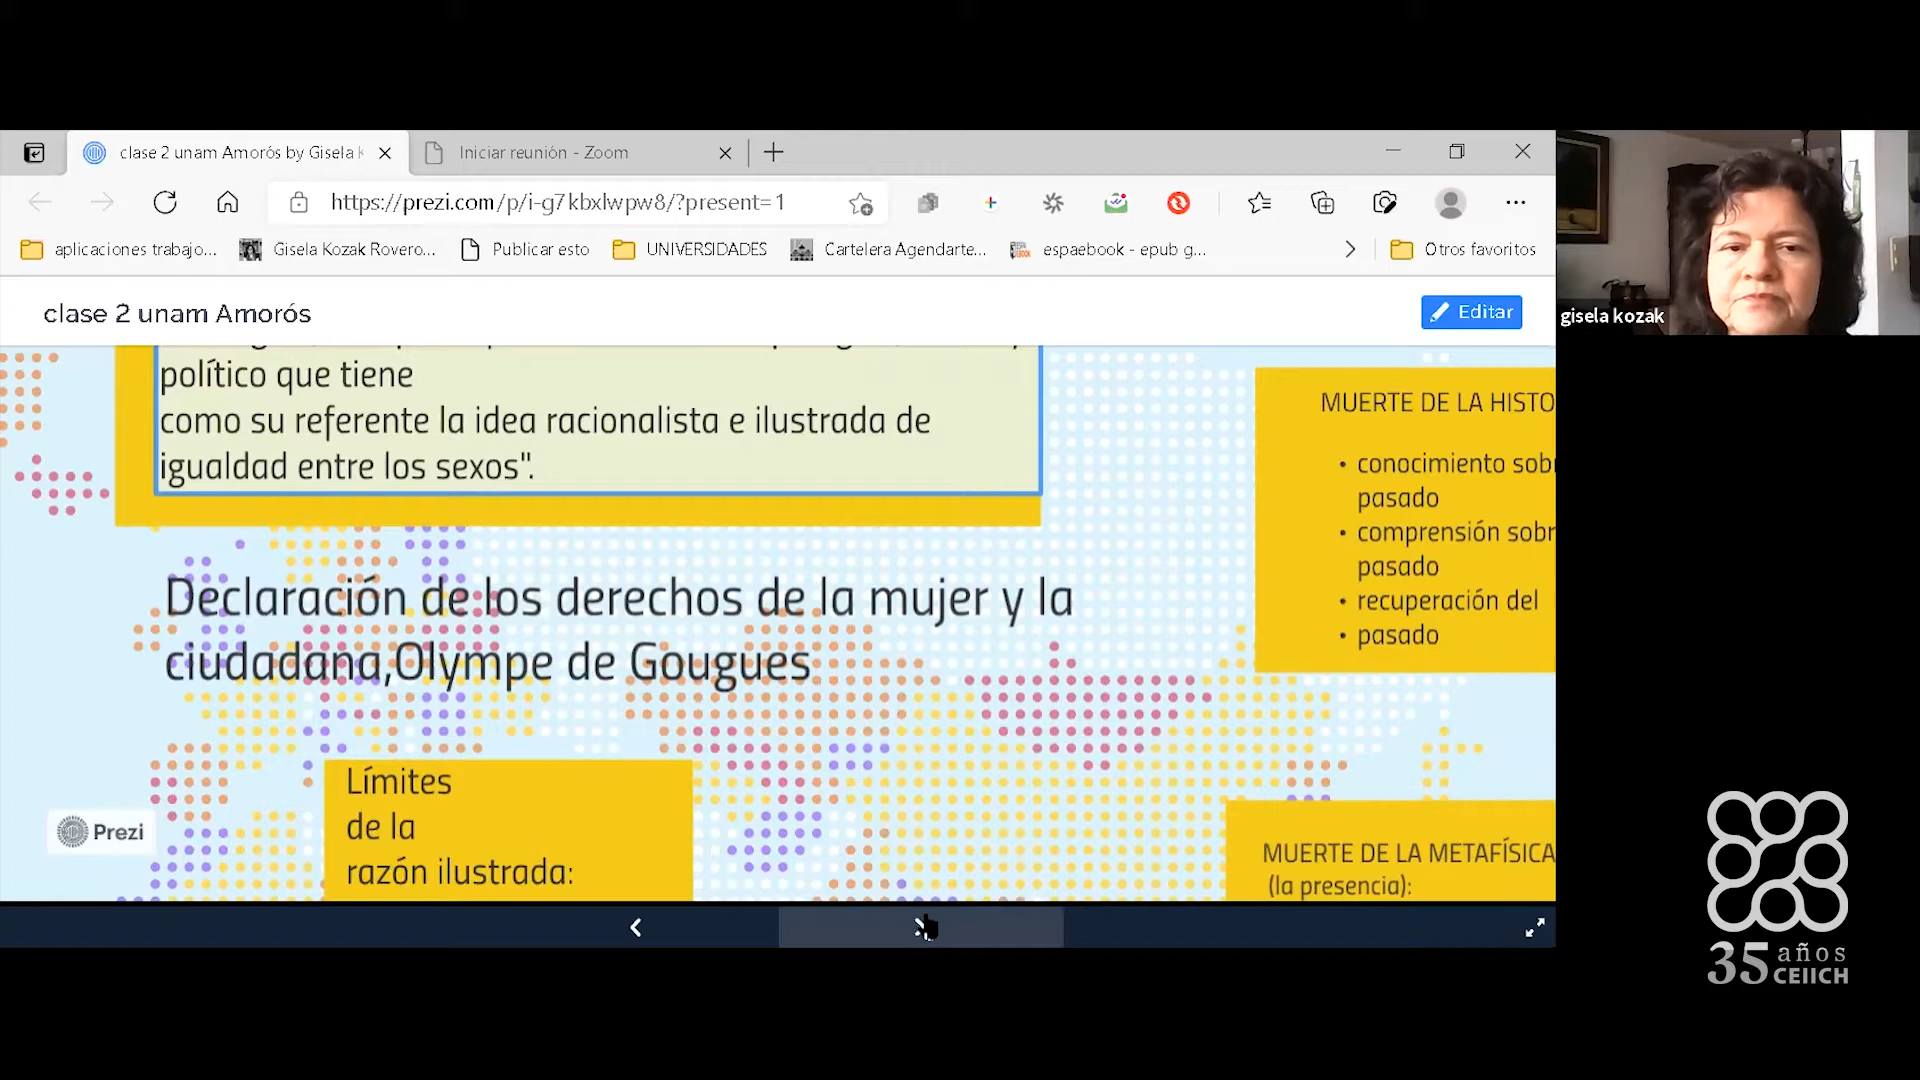 clase 2 unam Amorós by Gisela K
Iniciar reunión - Zoom
https://prezi.com/p/i-g7kbxlwpw8/?present=1
aplicaciones trabajo...
Gisela Kozak Rovero...
Publicar esto
UNIVERSIDADES
Cartelera Agendarte...
espaebook - epub g...
Otros favoritos
clase 2 unam Amorós
Editar
gisela kozak
político que tiene
como su referente la idea racionalista e ilustrada de
igualdad entre los sexos".
Declaración de los derechos de la mujer y la
ciudadana,Olympe de Gougues
Límites
de la
razón ilustrada:
MUERTE DE LA HISTO
• conocimiento sob
pasado
• comprensión sobr
pasado
• recuperación del
• pasado
MUERTE DE LA METAFÍSICA
(la presencia):
Prezi
35 años
CEIICH